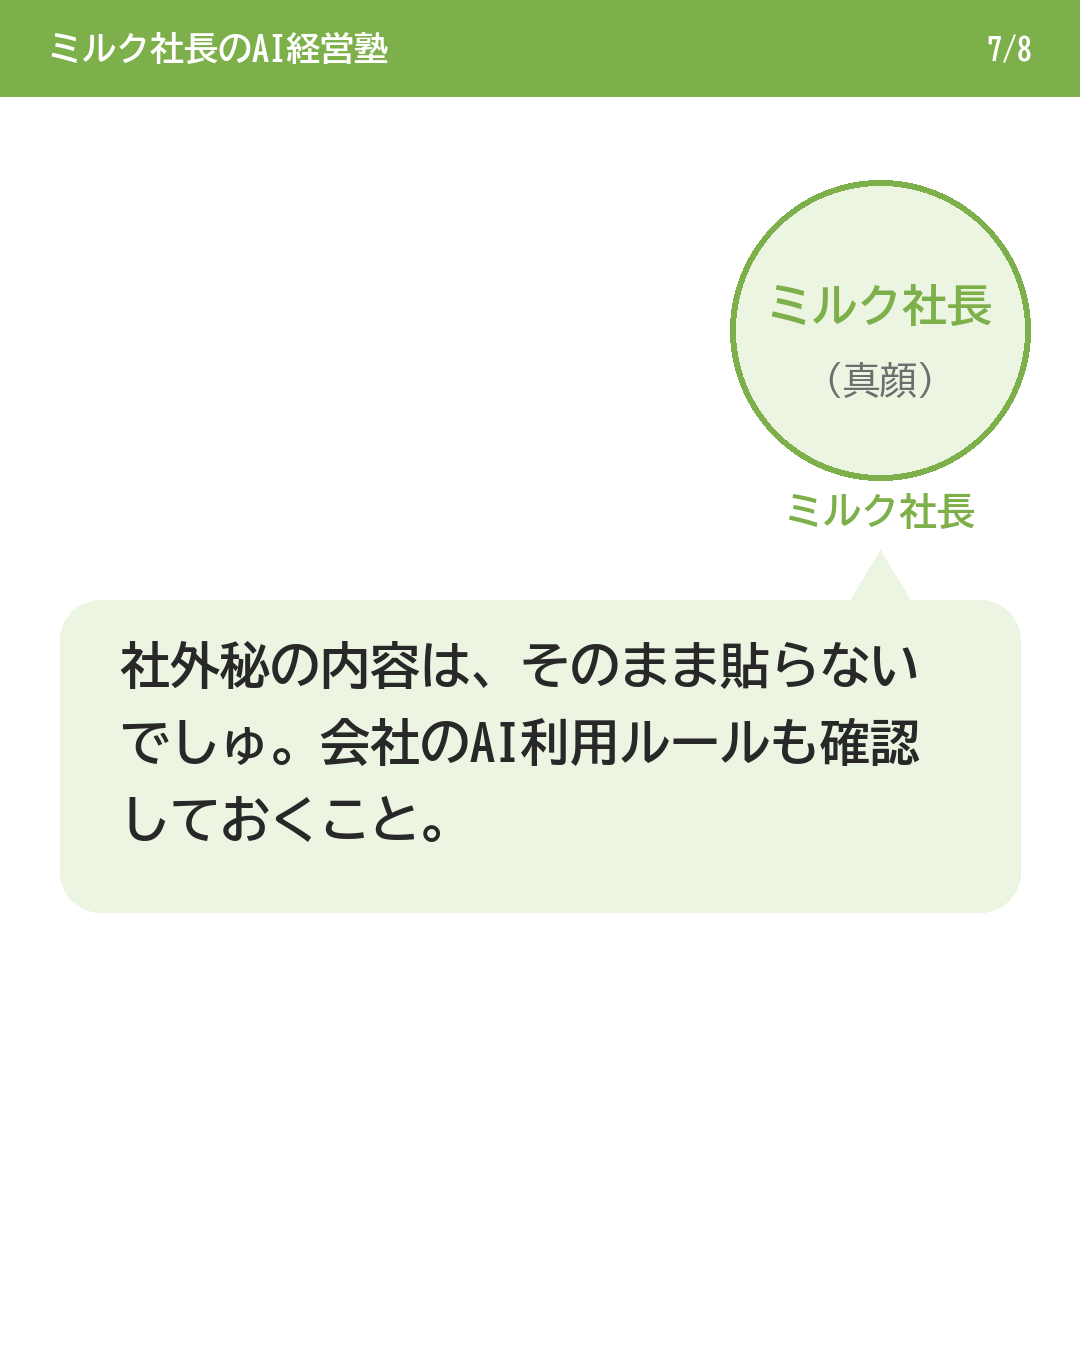 ミルク社長のAI経営塾
7/8
ミルク社長
（真顔）
ミルク社長
社外秘の内容は、そのまま貼らない
でしゅ。会社のAI利用ルールも確認
しておくこと。